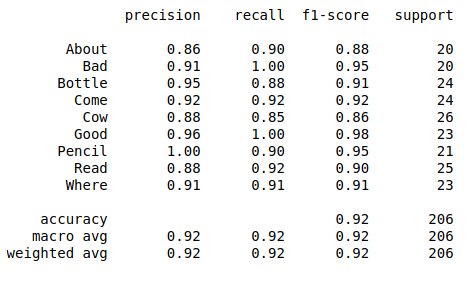 precision recall f1-score support
About 0.86 0.90 0.88 20
Bad 0.91 1.00 0.95 20
Bottle 0.95 0.88 0.91 24
Come 0.92 0.92 0.92 24
Cow 0.88 0.85 0.86 26
Good 0.96 1.00 0.98 23
Pencil 1.00 0.90 0.95 21
Read 0.88 0.92 0.90 25
Where 0.91 0.91 0.91 23
accuracy 0.92 206
macro avg 0.92 0.92 0.92 206
weighted avg 0.92 0.92 0.92 206